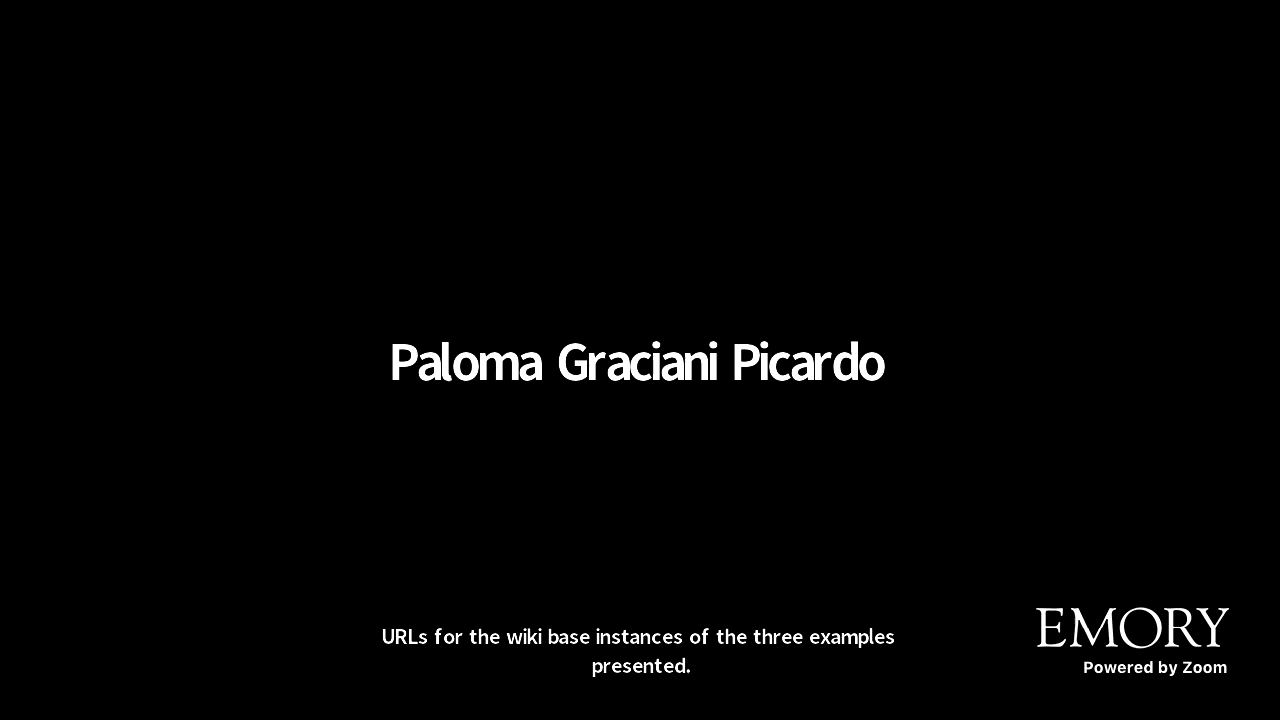 Paloma Graciani Picardo
URLs for the wiki base instances of the three examples
presented.
EMORY
Powered by Zoom